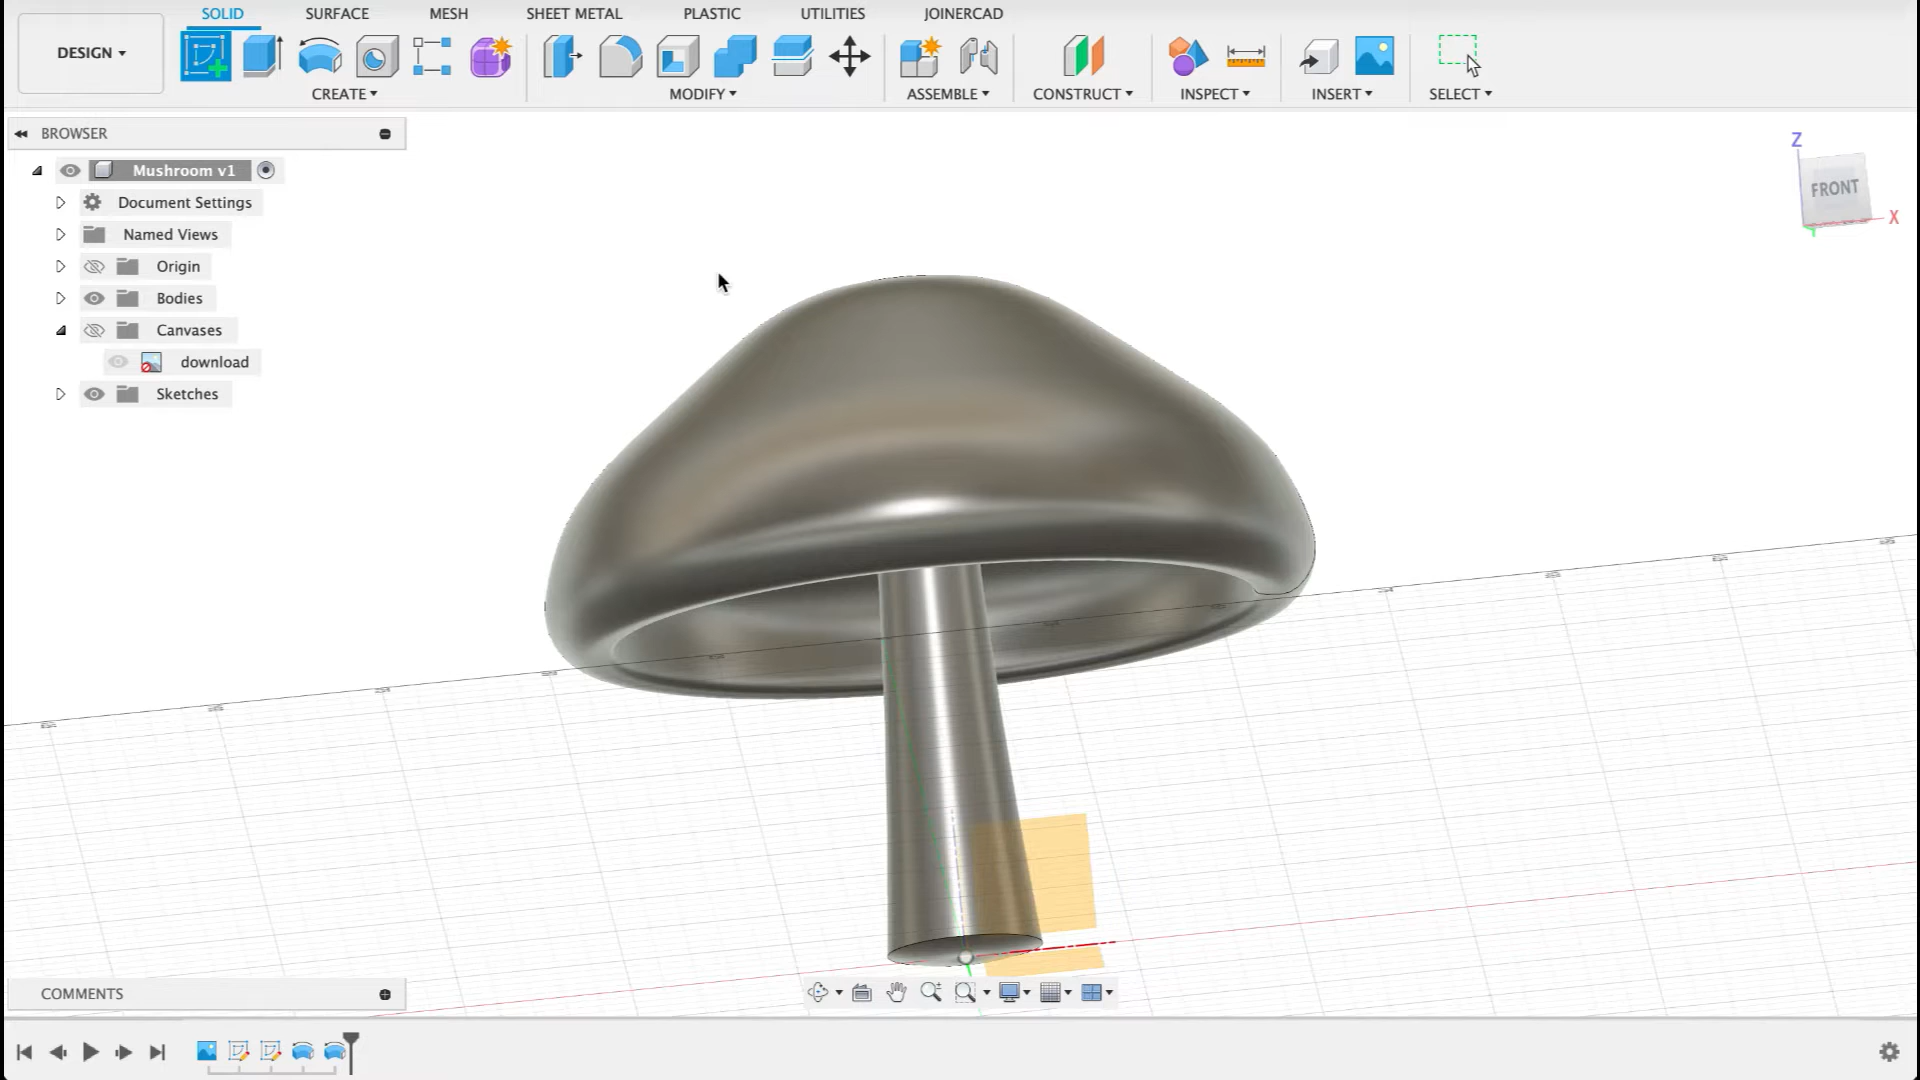 SOLID SURFACE MESH SHEET METAL PLASTIC UTILITIES JOINERCAD
DESIGN
CREATE MODIFY ASSEMBLE CONSTRUCT INSPECT INSERT SELECT
BROWSER
Mushroom v1
Document Settings
Named Views
Origin
Bodies
Canvases
download
Sketches
Z
FRONT
X
Y
COMMENTS